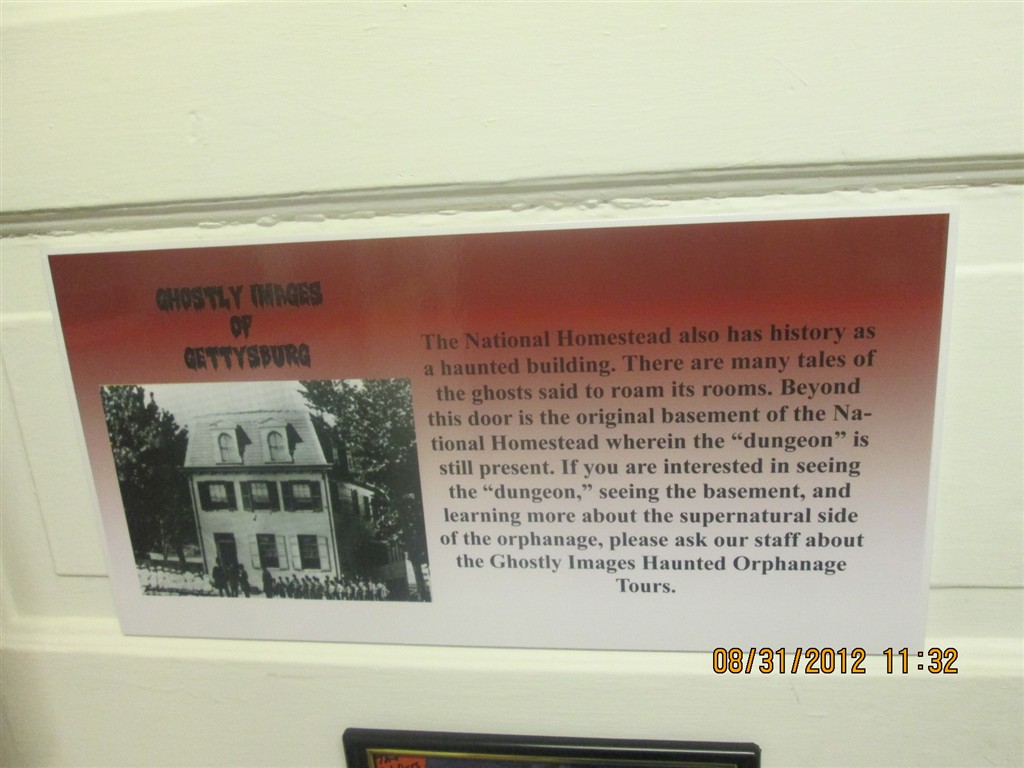 GHOSTLY IMAGES
OF
GETTYSBURG
The National Homestead also has history as
a haunted building. There are many tales of
the ghosts said to roam its rooms. Beyond
this door is the original basement of the Na-
tional Homestead wherein the “dungeon” is
still present. If you are interested in seeing
the “dungeon,” seeing the basement, and
learning more about the supernatural side
of the orphanage, please ask our staff about
the Ghostly Images Haunted Orphanage
Tours.
08/31/2012 11:32